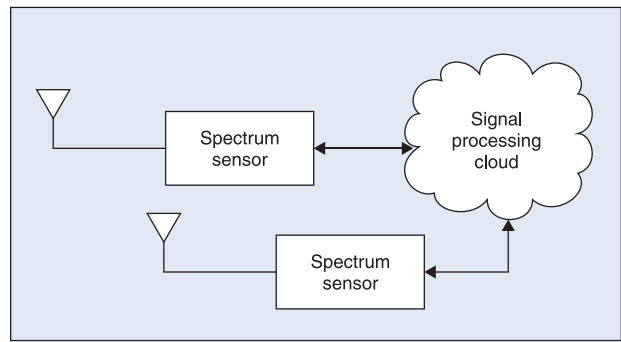 Spectrum
sensor
Signal
processing
cloud
Spectrum
sensor